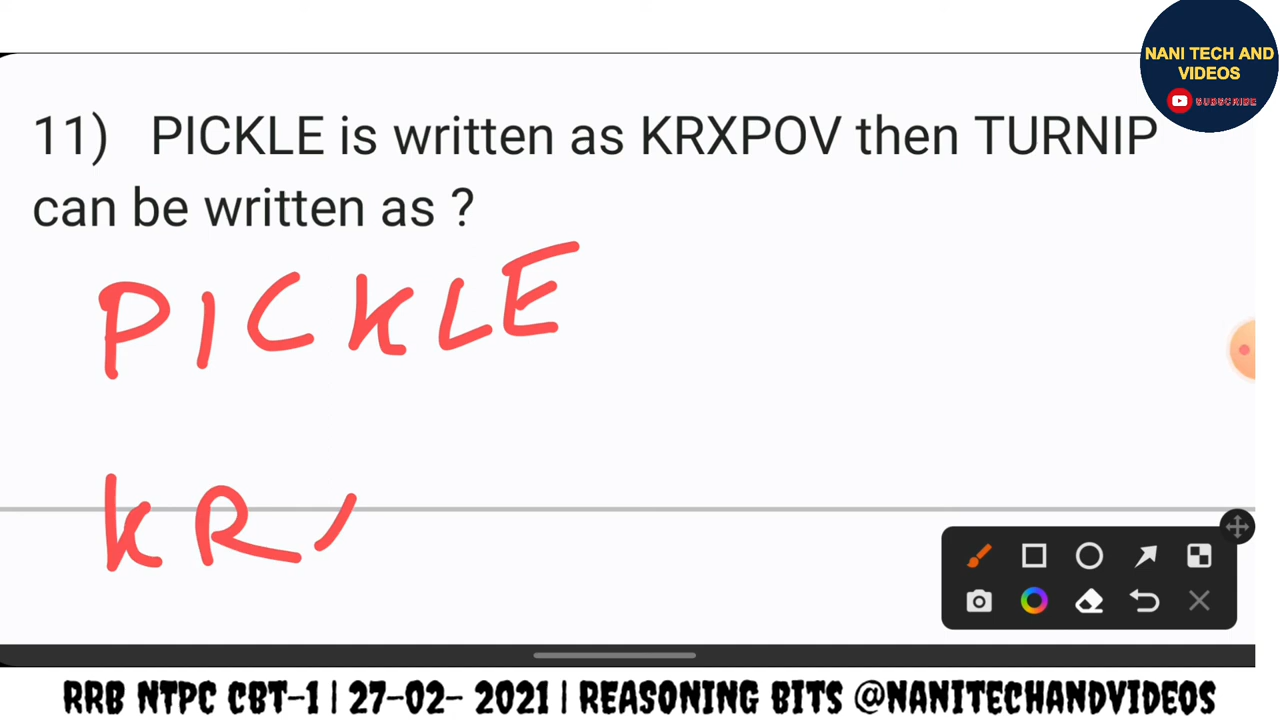 NANI TECH AND
VIDEOS
SUBSCRIBE
11) PICKLE is written as KRXPOV then TURNIP
can be written as ?
PICKLE
KR
RRB NTPC CBT-1 | 27-02- 2021 | REASONING BITS @NANITECHANDVIDEOS